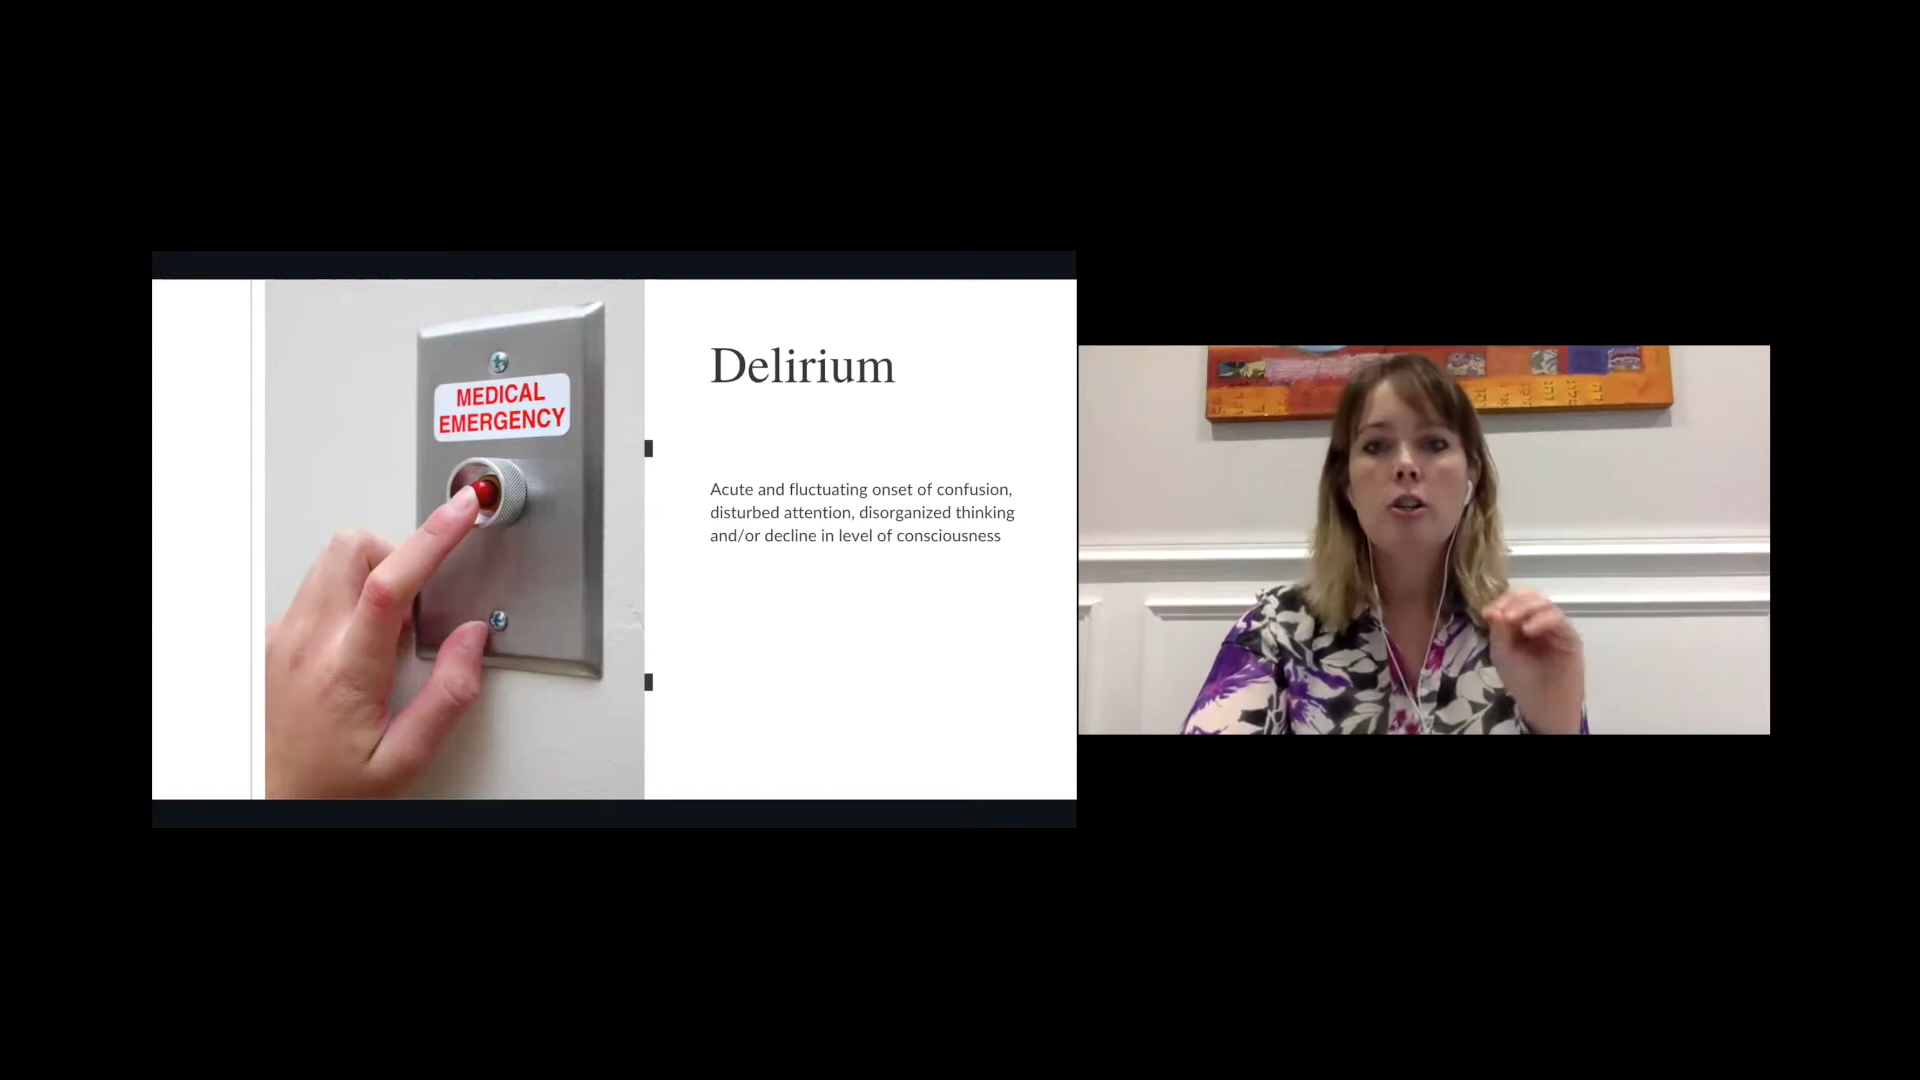 MEDICAL
EMERGENCY
Delirium
Acute and fluctuating onset of confusion,
disturbed attention, disorganized thinking
and/or decline in level of consciousness